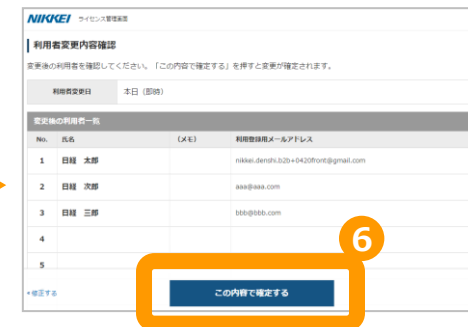 NIKKEI ライセンス管理画面
利用者変更内容確認
変更後の利用者を確認してください。「この内容で確定する」を押すと変更が確定されます。
利用者変更日 本日（即時）
変更後の利用者一覧
No. 氏名 （メモ） 利用登録用メールアドレス
1 日経 太郎 nikkei.denshi.b2b+0420front@gmail.com
2 日経 次郎 aaa@aaa.com
3 日経 三郎 bbb@bbb.com
4
5
6
修正する この内容で確定する